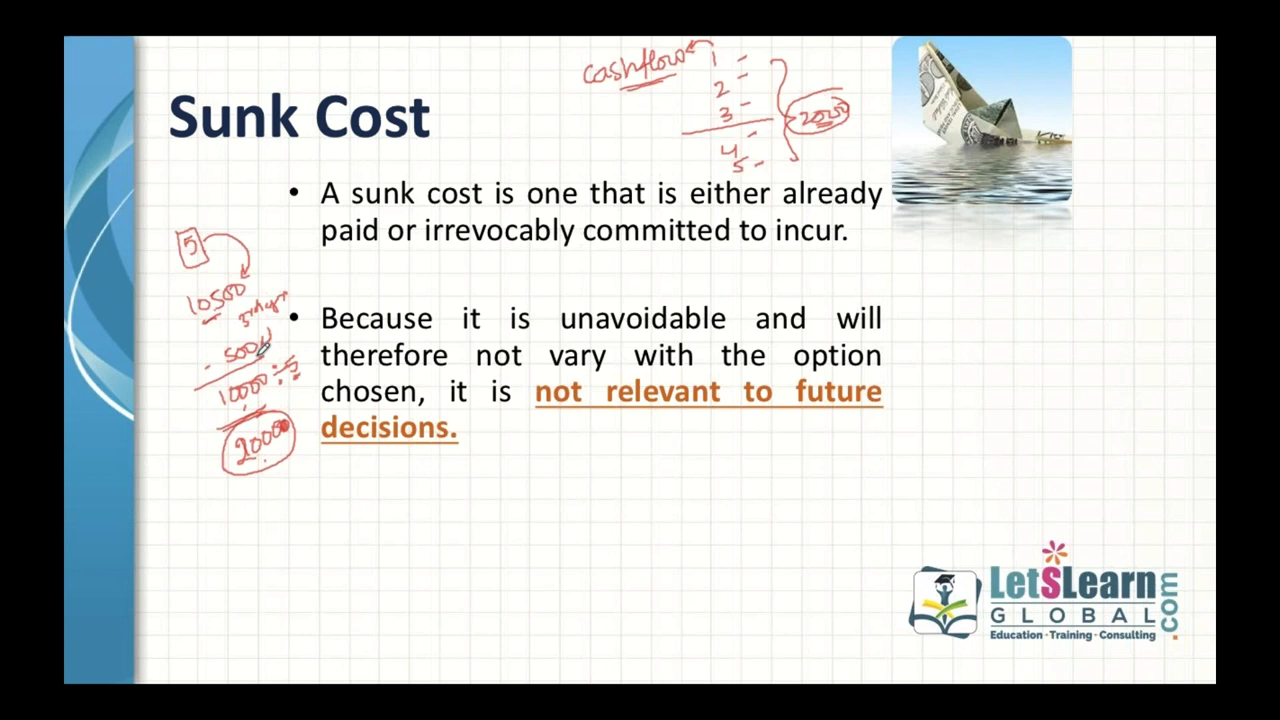 cashflow
1 -
2 -
3 -
4 -
5 -
Sunk Cost
• A sunk cost is one that is either already
paid or irrevocably committed to incur.
5
10500
• Because it is unavoidable and will
therefore not vary with the option
chosen, it is not relevant to future
decisions.
- 500
10000 ÷ 5
20000
LetSLearn
GLOBAL
.com
Education · Training · Consulting